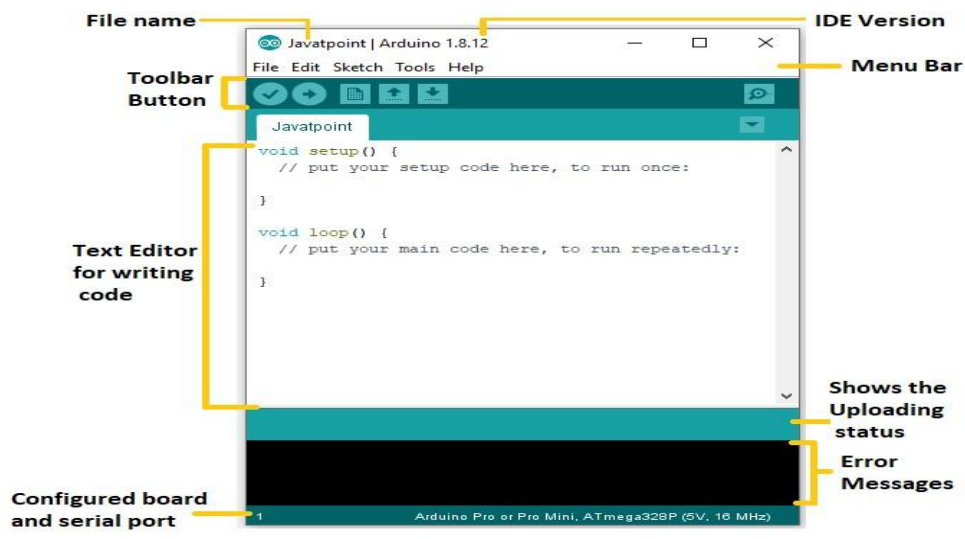 File name
IDE Version
Javatpoint | Arduino 1.8.12
File Edit Sketch Tools Help
Menu Bar
Toolbar
Button
Javatpoint
void setup() {
// put your setup code here, to run once:
}
void loop() {
// put your main code here, to run repeatedly:
}
Text Editor
for writing
code
Shows the
Uploading
status
Error
Messages
Configured board
and serial port
1
Arduino Pro or Pro Mini, ATmega328P (5V, 16 MHz)